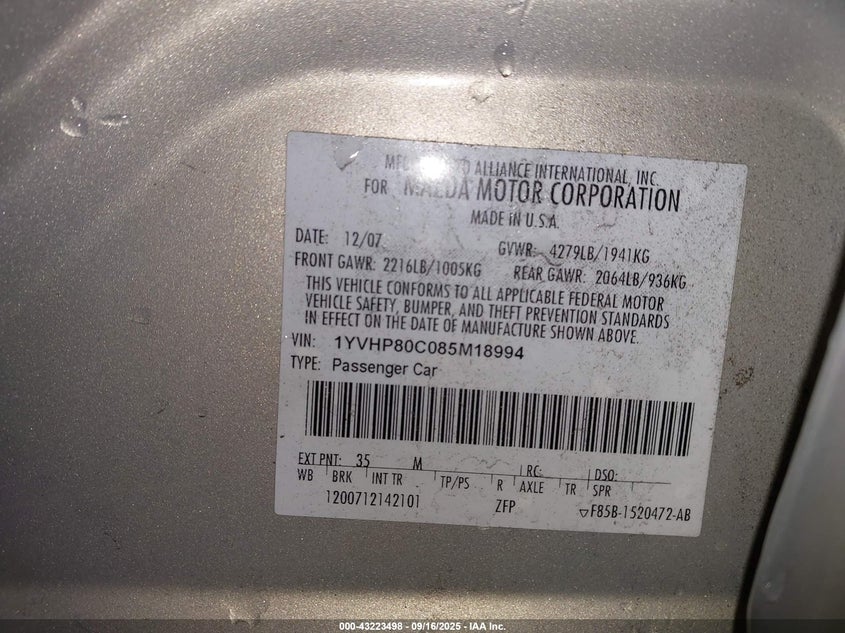 MFD ALLIANCE INTERNATIONAL, INC.
FOR MAZDA MOTOR CORPORATION
MADE IN U.S.A.
DATE: 12/07 GVWR: 4279LB/1941KG
FRONT GAWR: 2216LB/1005KG REAR GAWR: 2064LB/936KG
THIS VEHICLE CONFORMS TO ALL APPLICABLE FEDERAL MOTOR
VEHICLE SAFETY, BUMPER, AND THEFT PREVENTION STANDARDS
IN EFFECT ON THE DATE OF MANUFACTURE SHOWN ABOVE.
VIN: 1YVHP80C085M18994
TYPE: Passenger Car
EXT PNT: 35 M RC: DSO:
WB BRK INT TR TP/PS R AXLE TR SPR
1200712142101 ZFP ▽F85B-1520472-AB
000-43223498 - 09/16/2025 - IAA Inc.